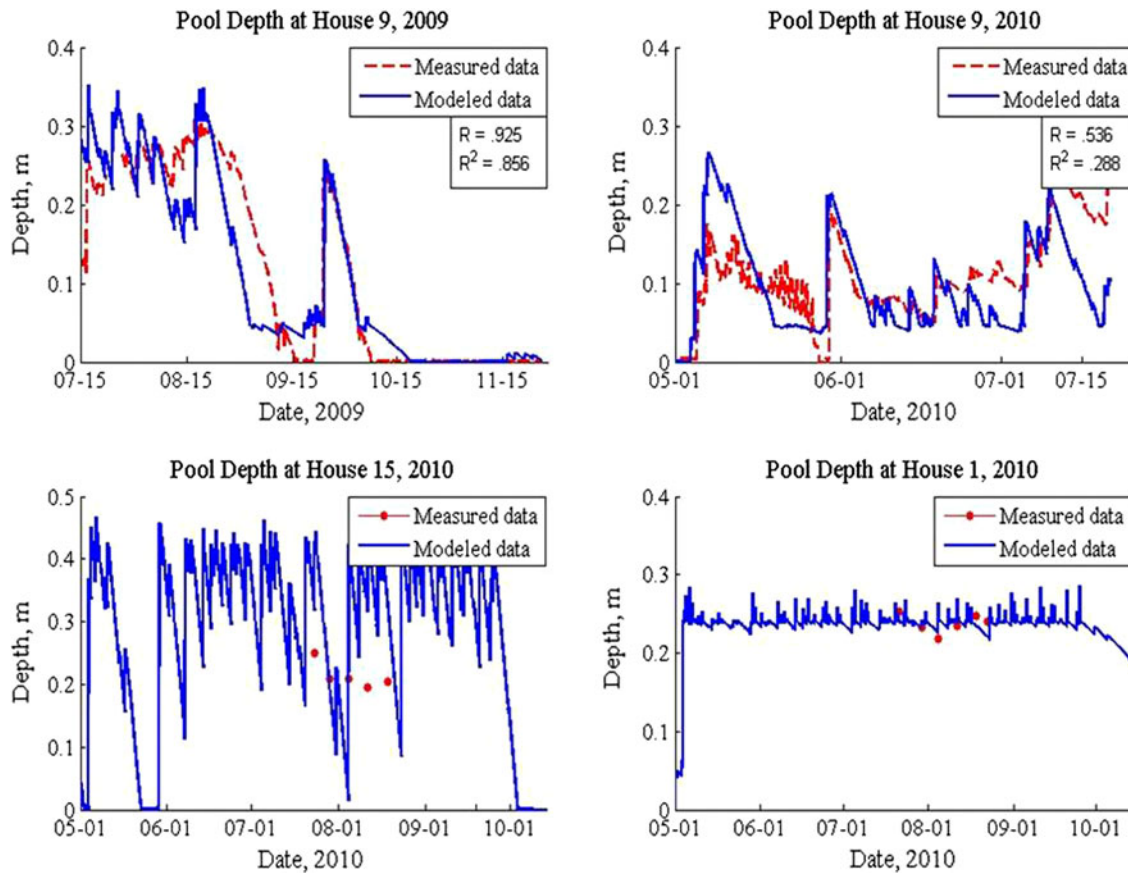 Pool Depth at House 9, 2009
0.4
0.3
0.2
0.1
0
Depth, m
Measured data
Modeled data
R = .925
R² = .856
07-15 08-15 09-15 10-15 11-15
Date, 2009
Pool Depth at House 9, 2010
0.4
0.3
0.2
0.1
0
Depth, m
Measured data
Modeled data
R = .536
R² = .288
05-01 06-01 07-01 07-15
Date, 2010
Pool Depth at House 15, 2010
0.5
0.4
0.3
0.2
0.1
0
Depth, m
Measured data
Modeled data
05-01 06-01 07-01 08-01 09-01 10-01
Date, 2010
Pool Depth at House 1, 2010
0.4
0.3
0.2
0.1
0
Depth, m
Measured data
Modeled data
05-01 06-01 07-01 08-01 09-01 10-01
Date, 2010